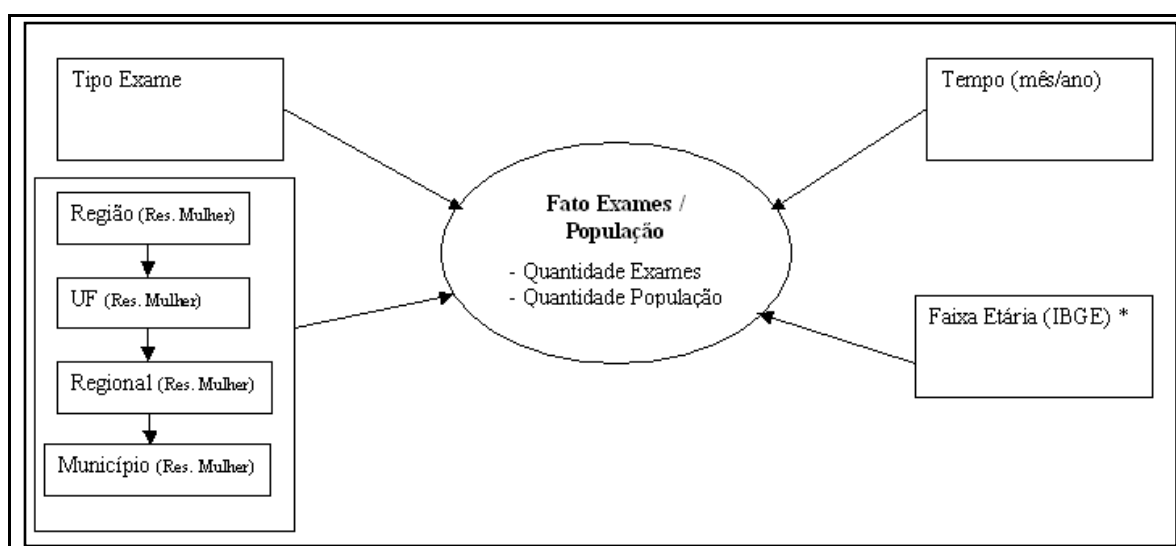 Tipo Exame
Região (Res. Mulher)
UF (Res. Mulher)
Regional (Res. Mulher)
Município (Res. Mulher)
Fato Exames /
População
- Quantidade Exames
- Quantidade População
Tempo (mês/ano)
Faixa Etária (IBGE) *